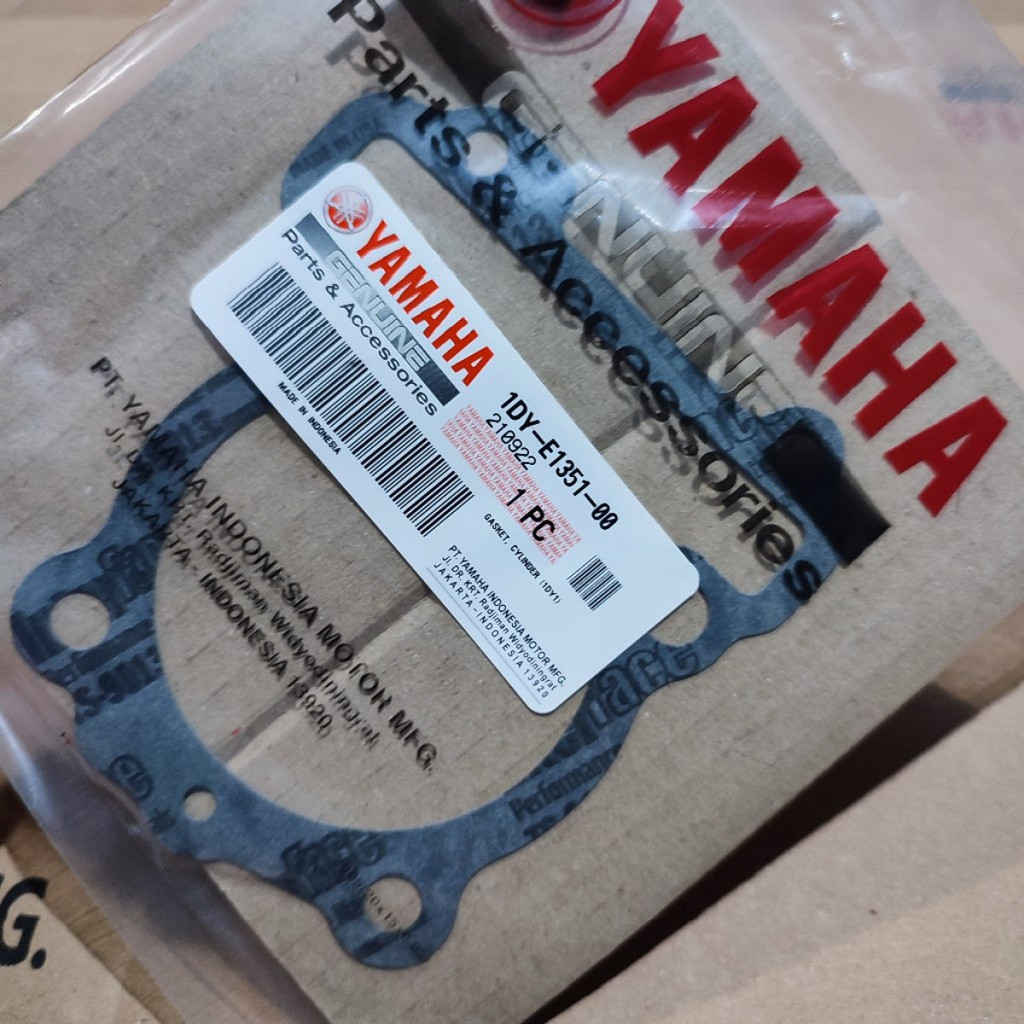 YAMAHA
GENUINE
Parts & Accessories
YAMAHA
GENUINE
Parts & Accessories
MADE IN INDONESIA
1DY-E1351-00
210922
1 PC
GASKET, CYLINDER (1DY1)
PT. YAMAHA INDONESIA MOTOR MFG.
Jl. DR. KRT. Radjiman Widyodiningrat
JAKARTA - INDONESIA 13920
PT. YAMAHA INDONESIA MOTOR MFG.
Jl. DR. KRT. Radjiman Widyodiningrat
JAKARTA - INDONESIA 13920
Performance
G.